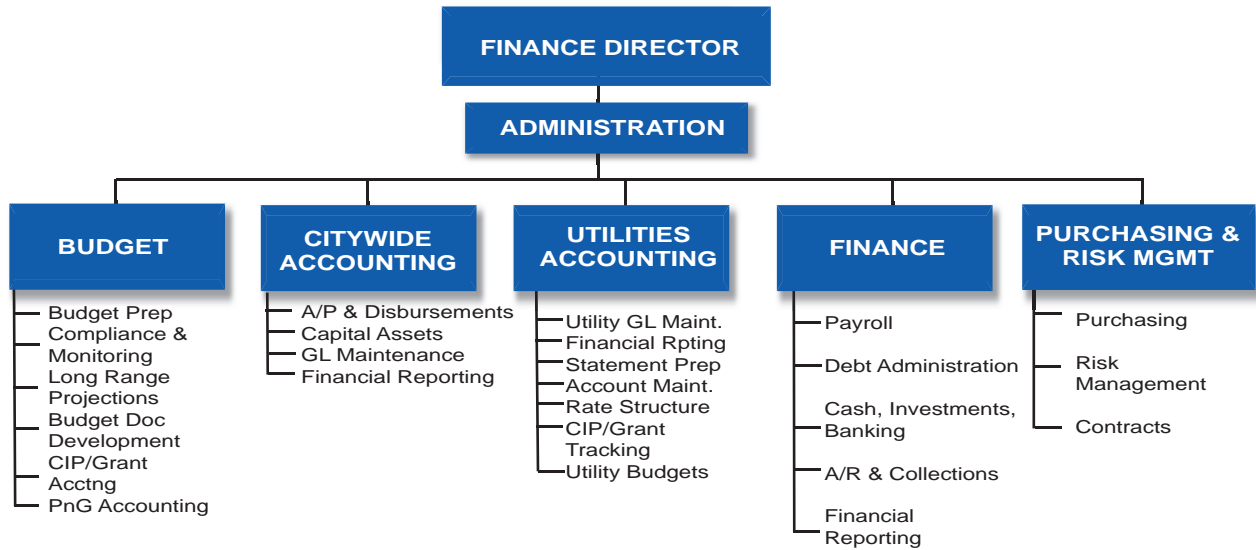 FINANCE DIRECTOR
ADMINISTRATION
BUDGET
Budget Prep
Compliance &
Monitoring
Long Range
Projections
Budget Doc
Development
CIP/Grant
Acctng
PnG Accounting
CITYWIDE
ACCOUNTING
A/P & Disbursements
Capital Assets
GL Maintenance
Financial Reporting
UTILITIES
ACCOUNTING
Utility GL Maint.
Financial Rpting
Statement Prep
Account Maint.
Rate Structure
CIP/Grant
Tracking
Utility Budgets
FINANCE
Payroll
Debt Administration
Cash, Investments,
Banking
A/R & Collections
Financial
Reporting
PURCHASING &
RISK MGMT
Purchasing
Risk
Management
Contracts